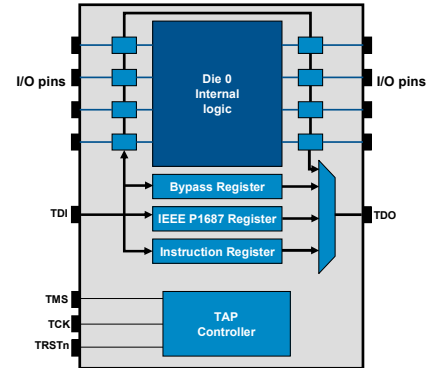 Die 0
Internal
logic
I/O pins
I/O pins
Bypass Register
TDI
IEEE P1687 Register
TDO
Instruction Register
TMS
TCK
TRSTn
TAP
Controller